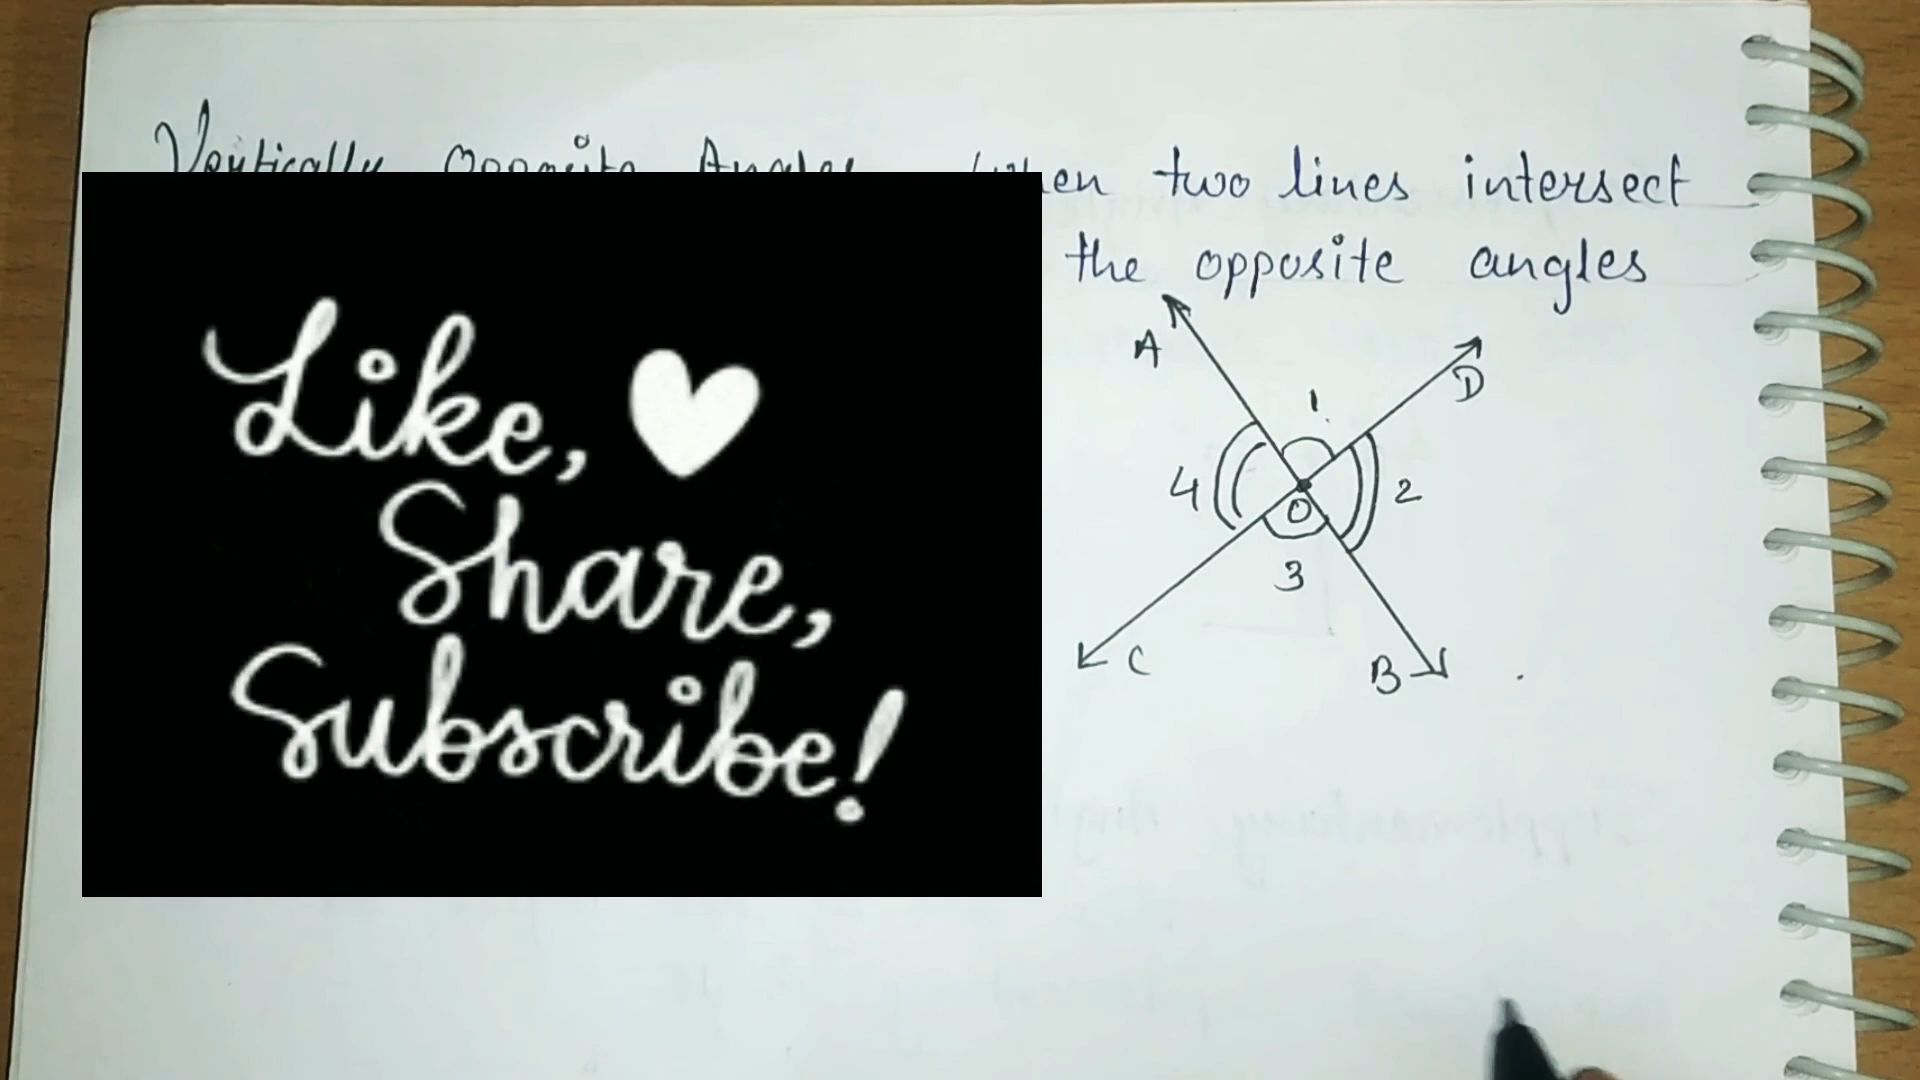 Vertically Opposite Angles When two lines intersect
the opposite angles
Like,
Share,
Subscribe!
A
D
1
4
2
O
3
C
B